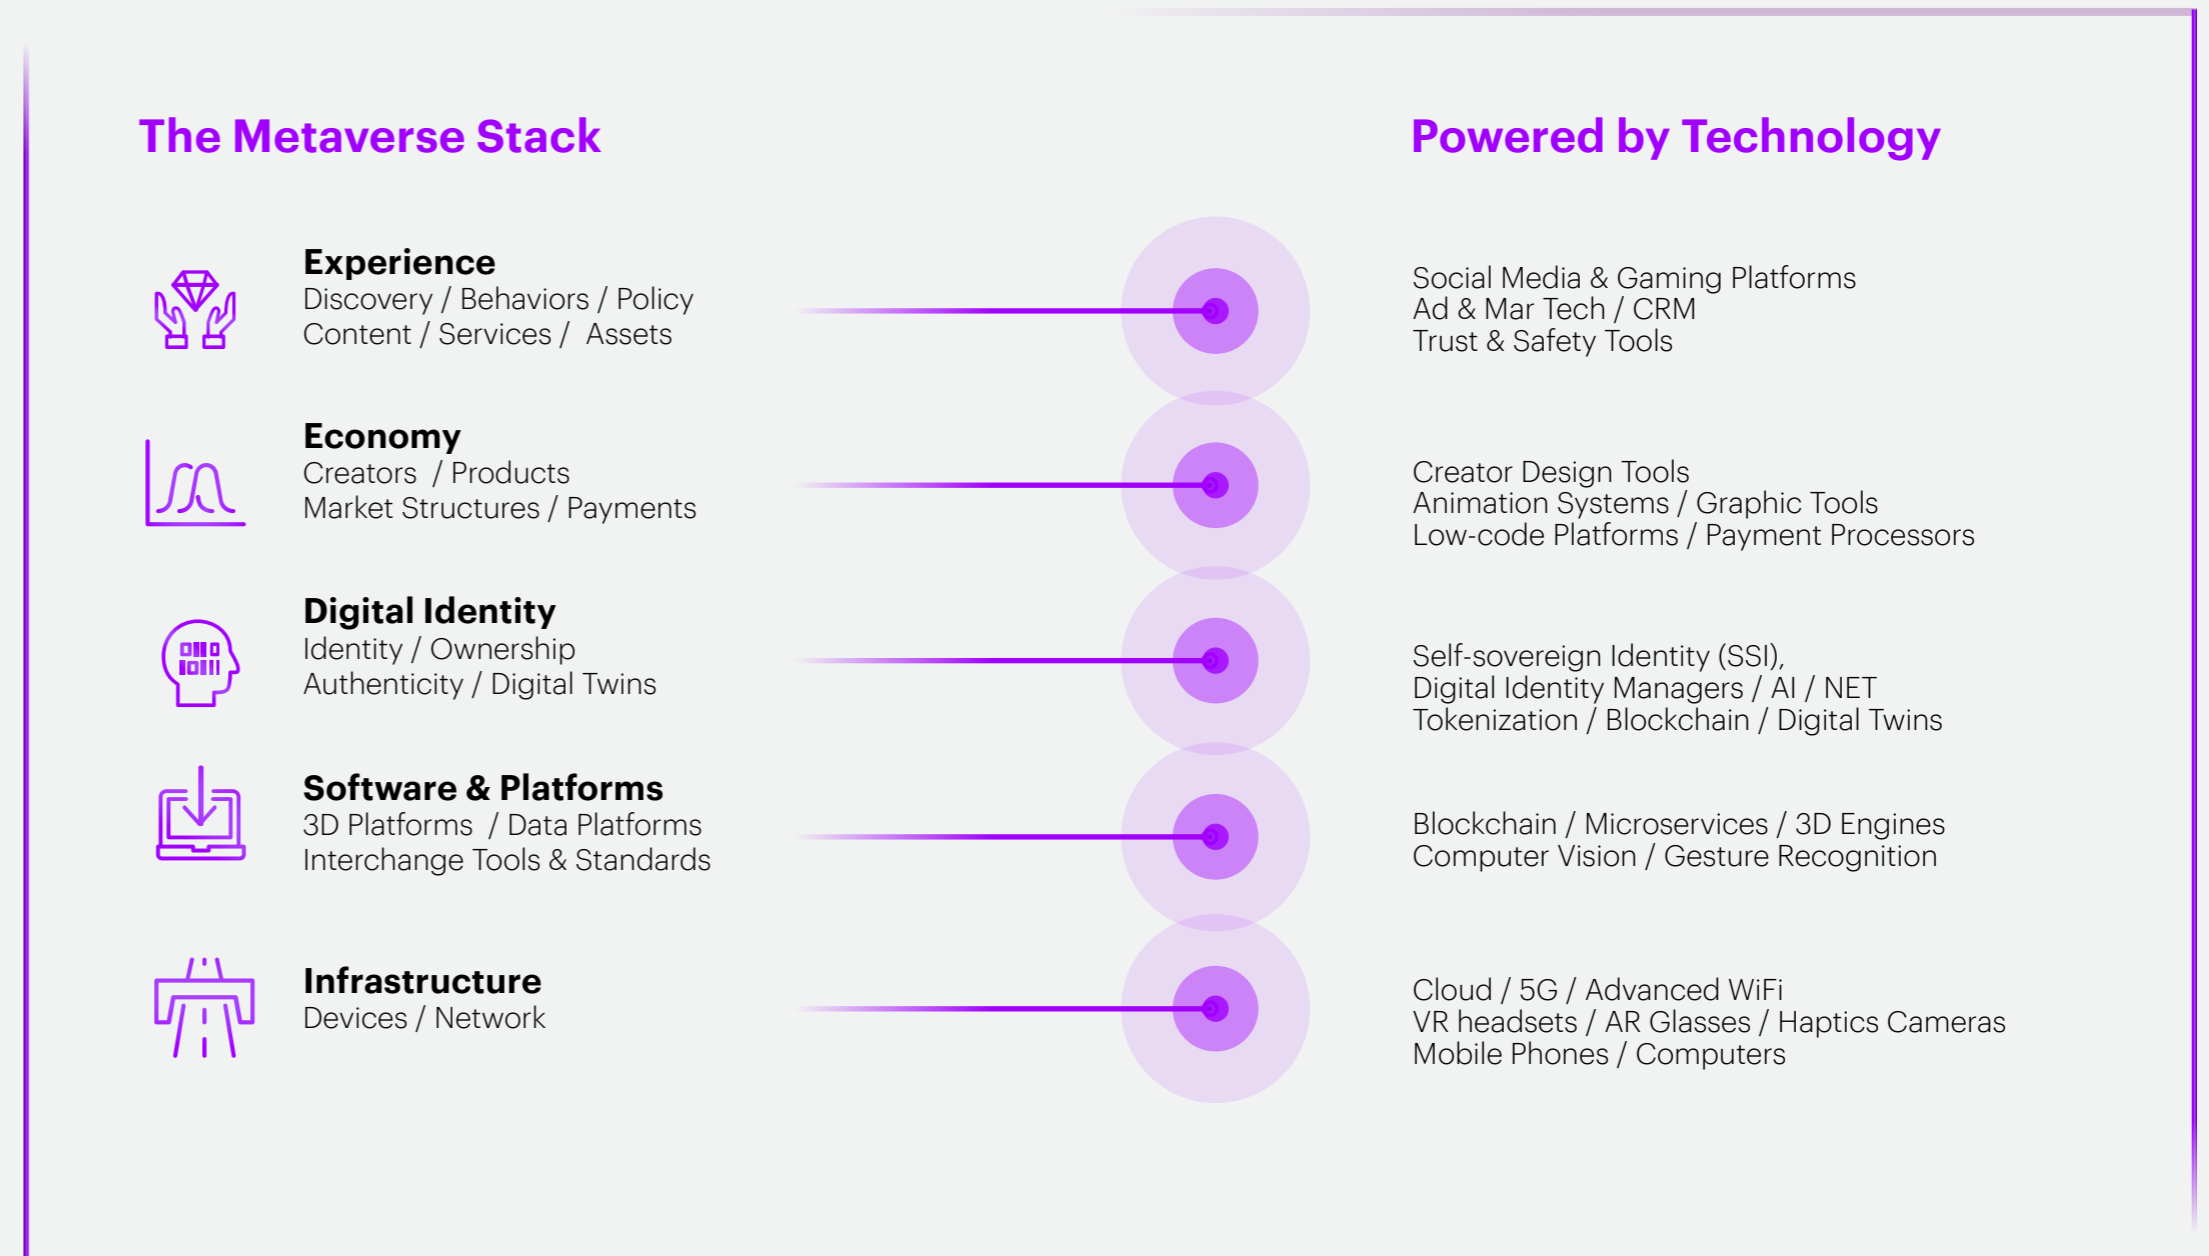 The Metaverse Stack
Powered by Technology
Experience
Discovery / Behaviors / Policy
Content / Services / Assets
Social Media & Gaming Platforms
Ad & Mar Tech / CRM
Trust & Safety Tools
Economy
Creators / Products
Market Structures / Payments
Creator Design Tools
Animation Systems / Graphic Tools
Low-code Platforms / Payment Processors
Digital Identity
Identity / Ownership
Authenticity / Digital Twins
Self-sovereign Identity (SSI),
Digital Identity Managers / AI / NET
Tokenization / Blockchain / Digital Twins
Software & Platforms
3D Platforms / Data Platforms
Interchange Tools & Standards
Blockchain / Microservices / 3D Engines
Computer Vision / Gesture Recognition
Infrastructure
Devices / Network
Cloud / 5G / Advanced WiFi
VR headsets / AR Glasses / Haptics Cameras
Mobile Phones / Computers